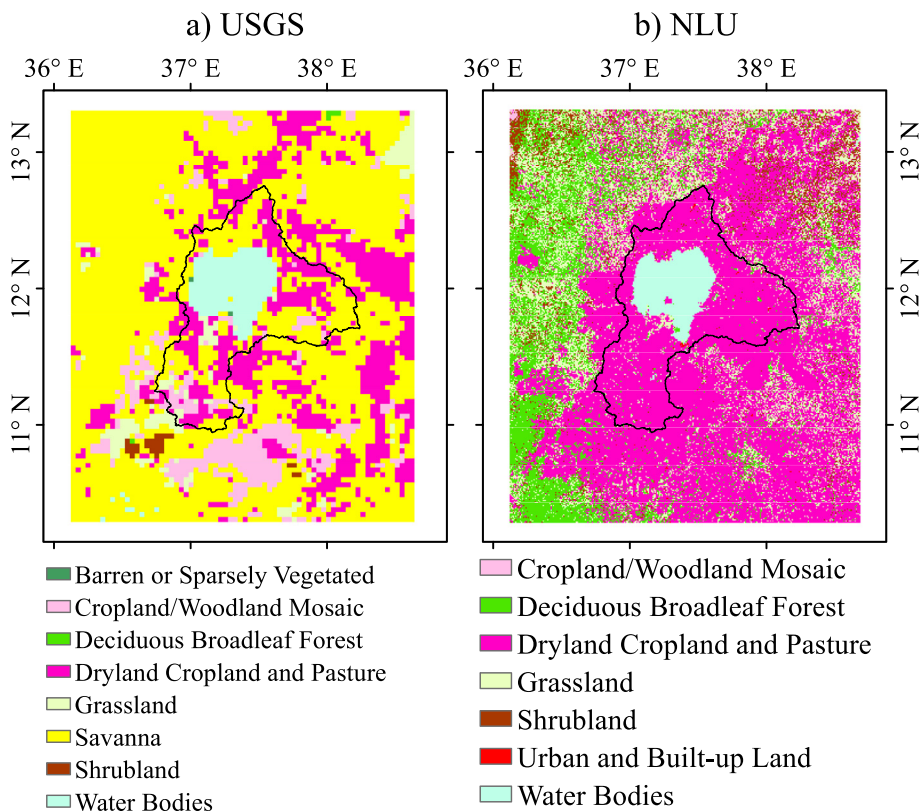 a) USGS
b) NLU
36° E 37° E 38° E
36° E 37° E 38° E
13° N
12° N
11° N
13° N
12° N
11° N
Barren or Sparsely Vegetated
Cropland/Woodland Mosaic
Deciduous Broadleaf Forest
Dryland Cropland and Pasture
Grassland
Savanna
Shrubland
Water Bodies
Cropland/Woodland Mosaic
Deciduous Broadleaf Forest
Dryland Cropland and Pasture
Grassland
Shrubland
Urban and Built-up Land
Water Bodies